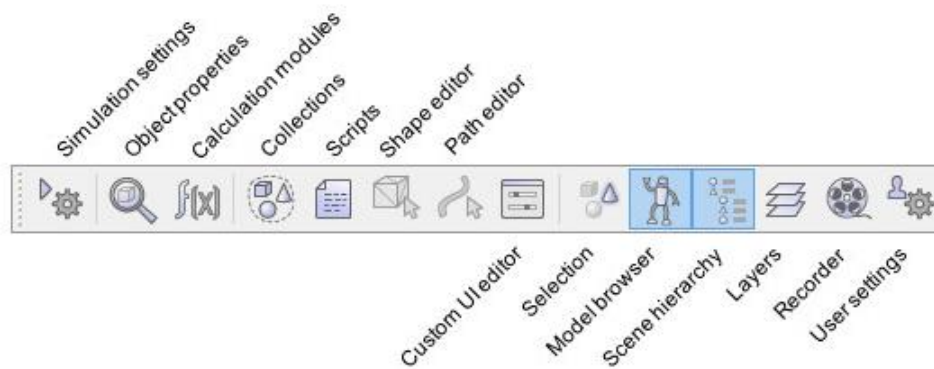 Simulation settings
Object properties
Calculation modules
Collections
Scripts
Shape editor
Path editor
f(x)
Custom UI editor
Selection
Model browser
Scene hierarchy
Layers
Recorder
User settings